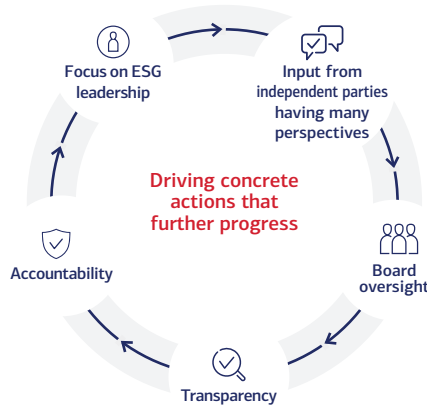 Focus on ESG
leadership
Input from
independent parties
having many
perspectives
Driving concrete
actions that
further progress
Accountability
Board
oversight
Transparency